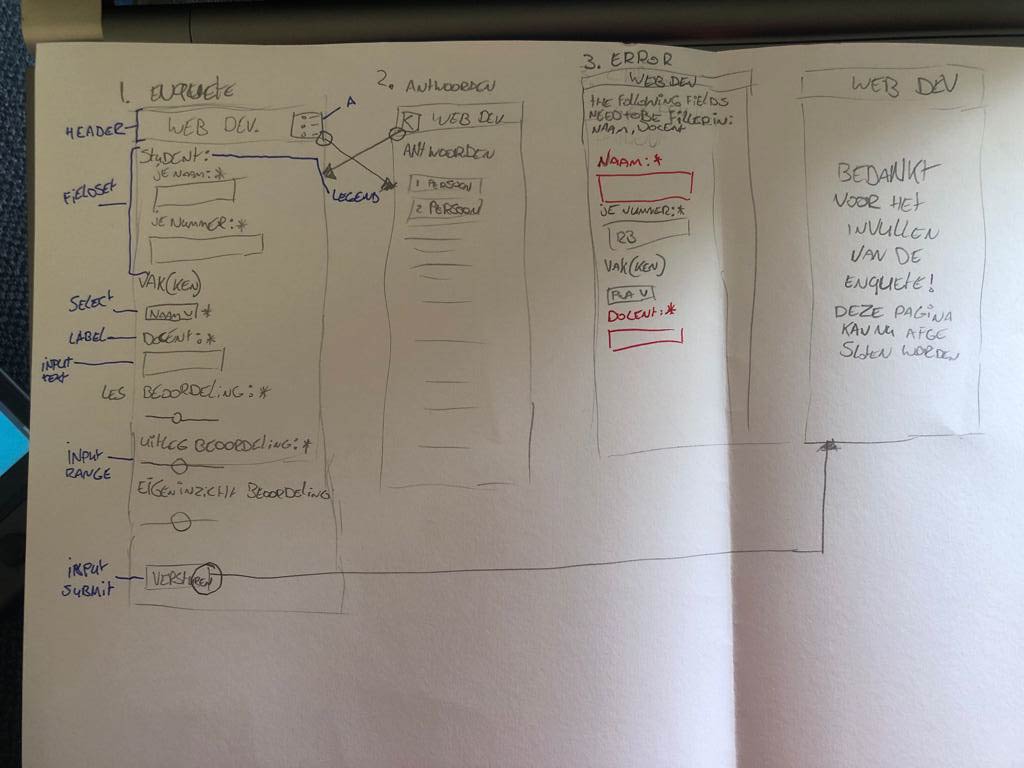 1. ENQUETE
HEADER
WEB DEV.
A
STUDENT:
FIELDSET
JE NAAM:*
LEGEND
JE NUMMER:*
VAK(KEN)
SELECT
NAAM V *
LABEL
DOCENT:*
INPUT
TEXT
LES BEOORDELING:*
UITLEG BEOORDELING:*
INPUT
RANGE
EIGEN INZICHT BEOORDELING
INPUT
SUBMIT
VERSTUREN
2. ANTWOORDEN
WEB DEV
ANTWOORDEN
1 PERSOON
2 PERSOON
3. ERROR
WEB DEV
THE FOLLOWING FIELDS
NEED TO BE FILLED IN:
NAAM, DOCENT
NAAM:*
JE NUMMER:*
VAK(KEN)
DOCENT:*
WEB DEV
BEDANKT
VOOR HET
INVULLEN
VAN DE
ENQUETE!
DEZE PAGINA
KAN NU AFGE
SLOTEN WORDEN